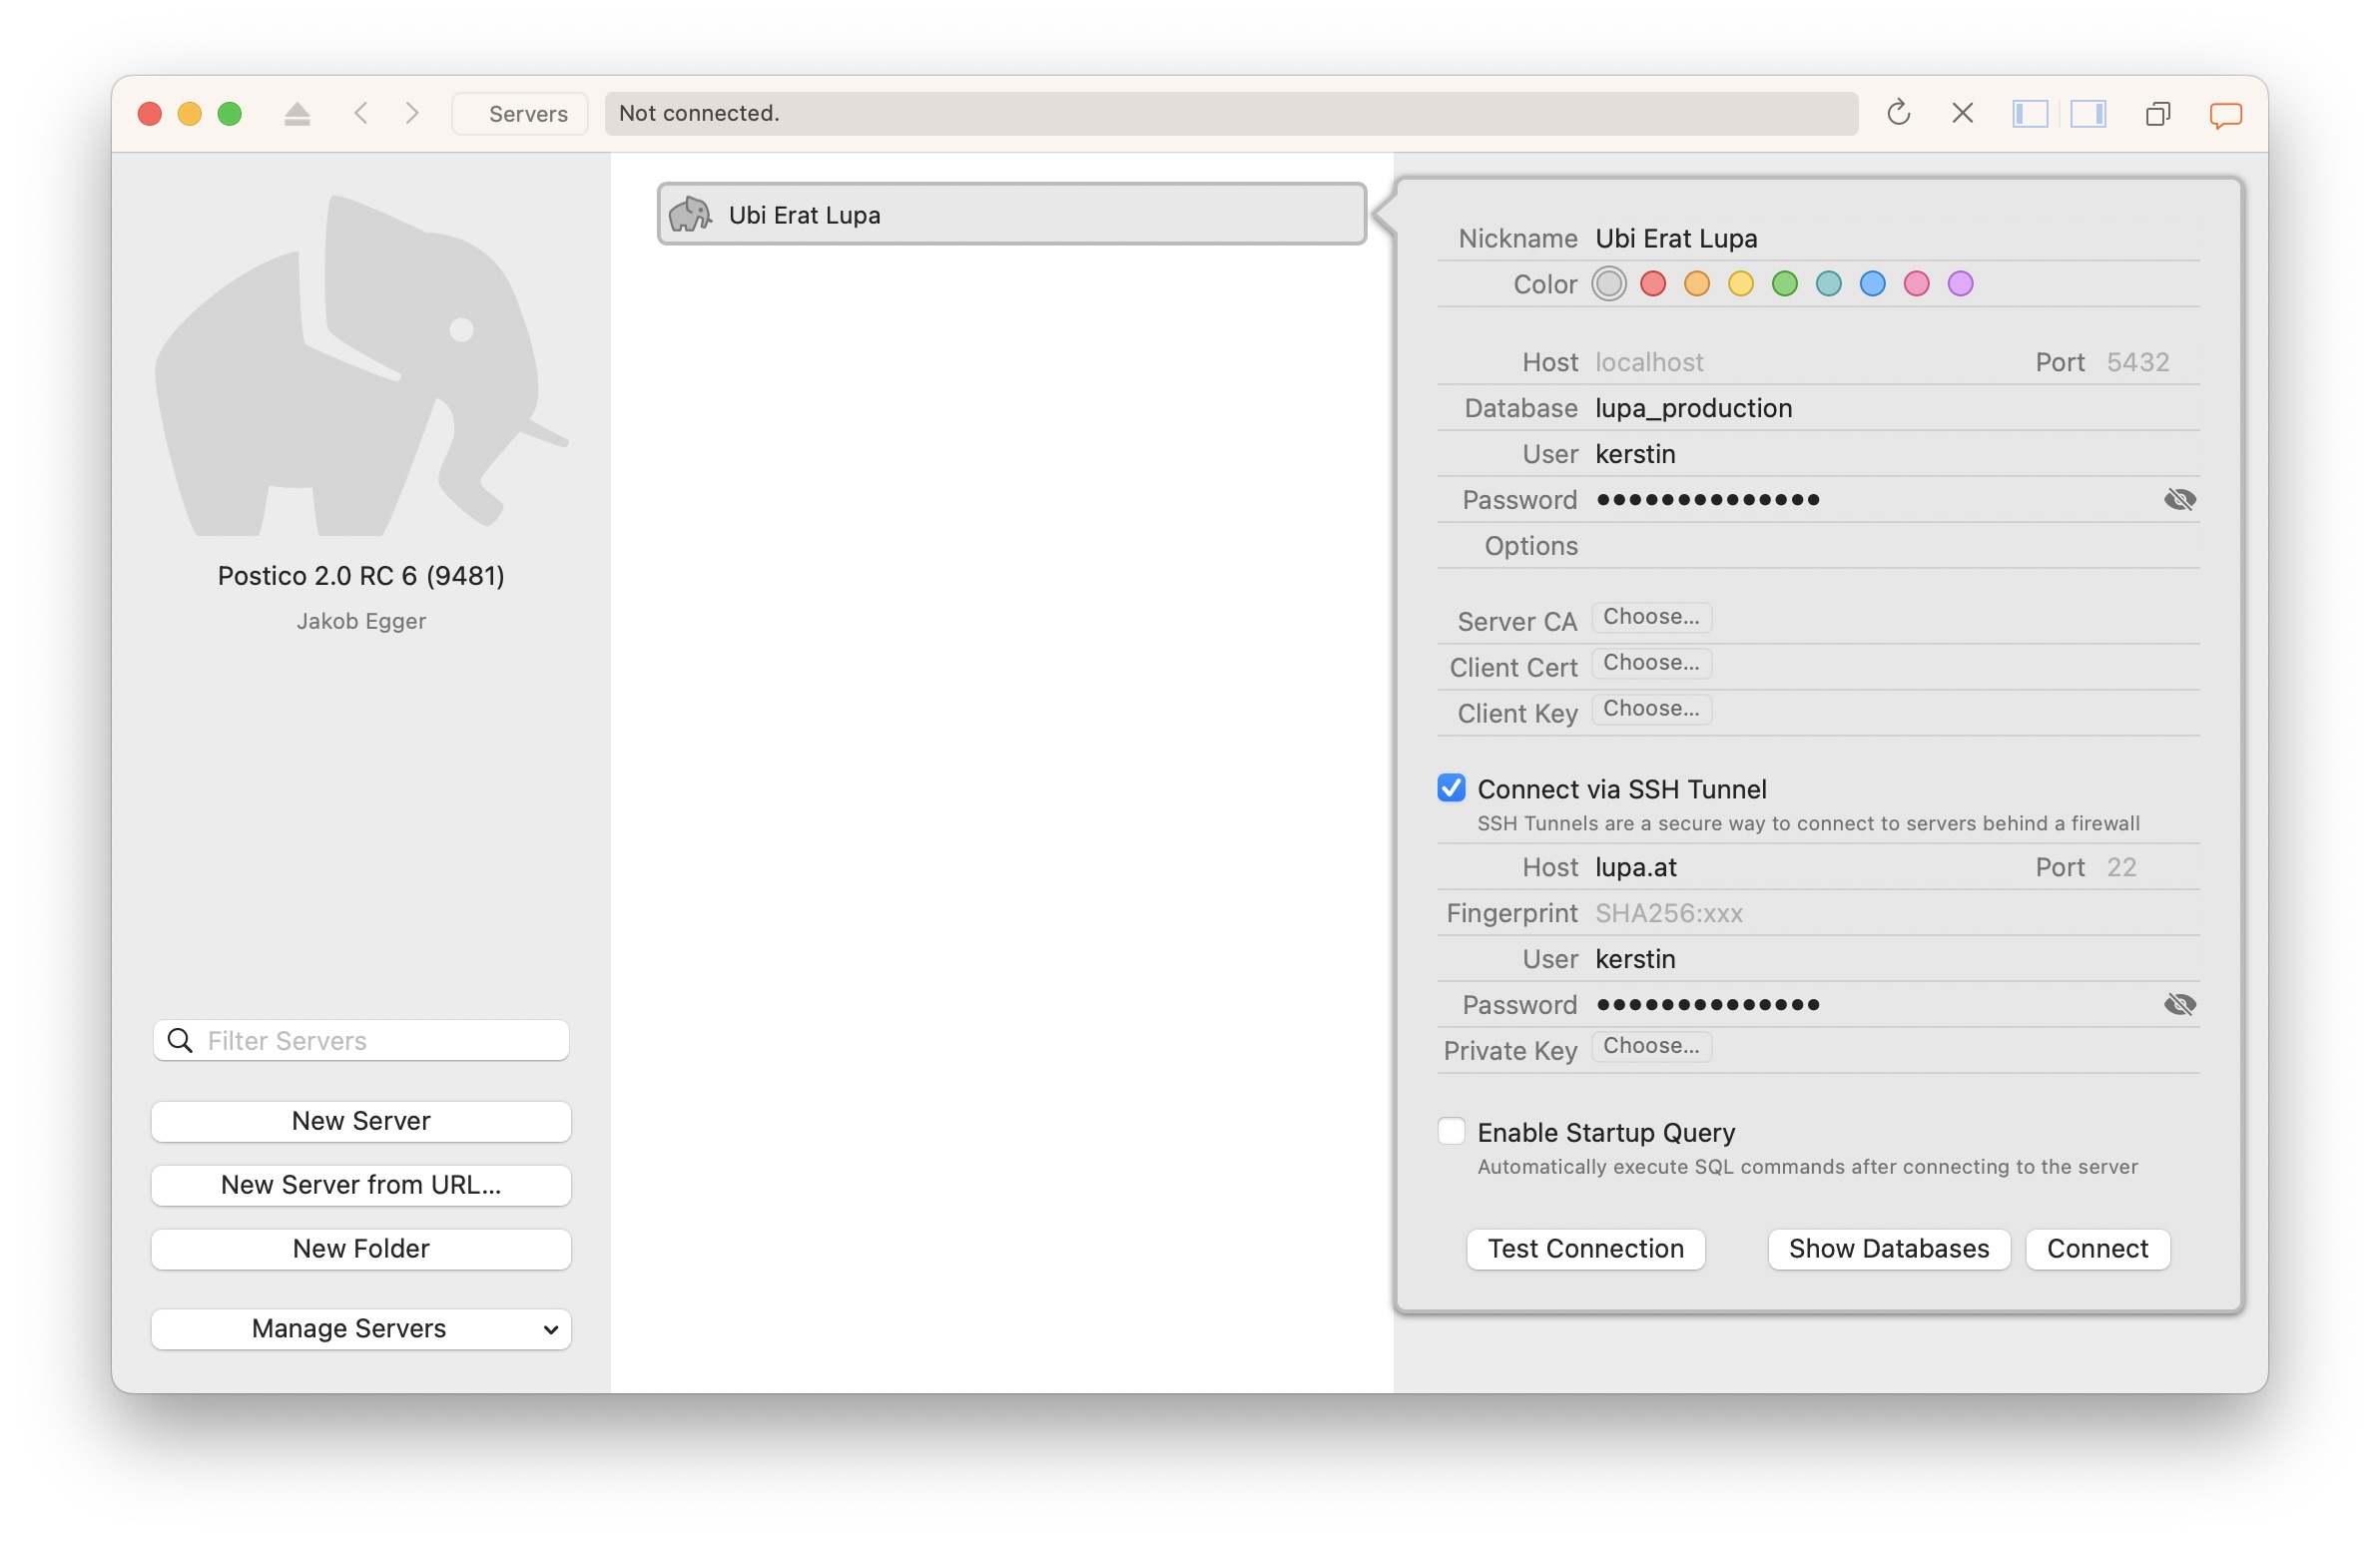 Servers
Not connected.
Postico 2.0 RC 6 (9481)
Jakob Egger
Filter Servers
New Server
New Server from URL...
New Folder
Manage Servers
Ubi Erat Lupa
Nickname Ubi Erat Lupa
Color
Host localhost Port 5432
Database lupa_production
User kerstin
Password ••••••••••••••
Options
Server CA Choose...
Client Cert Choose...
Client Key Choose...
Connect via SSH Tunnel
SSH Tunnels are a secure way to connect to servers behind a firewall
Host lupa.at Port 22
Fingerprint SHA256:xxx
User kerstin
Password ••••••••••••••
Private Key Choose...
Enable Startup Query
Automatically execute SQL commands after connecting to the server
Test Connection Show Databases Connect